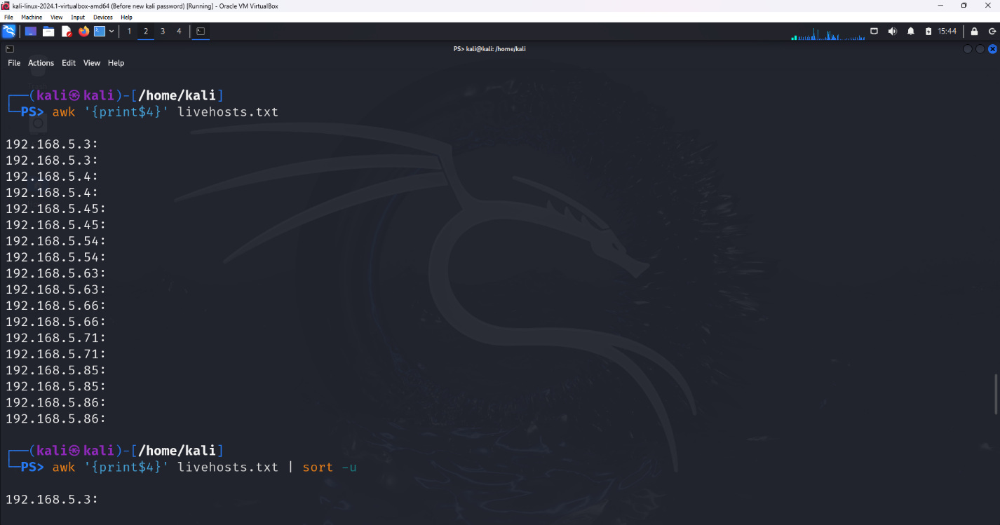 kali-linux-2024.1-virtualbox-amd64 (Before new kali password) [Running] - Oracle VM VirtualBox
File Machine View Input Devices Help
1 2 3 4 15:44
PS> kali@kali: /home/kali
File Actions Edit View Help
┌──(kali㉿kali)-[/home/kali]
└─PS> awk '{print$4}' livehosts.txt
192.168.5.3:
192.168.5.3:
192.168.5.4:
192.168.5.4:
192.168.5.45:
192.168.5.45:
192.168.5.54:
192.168.5.54:
192.168.5.63:
192.168.5.63:
192.168.5.66:
192.168.5.66:
192.168.5.71:
192.168.5.71:
192.168.5.85:
192.168.5.85:
192.168.5.86:
192.168.5.86:
┌──(kali㉿kali)-[/home/kali]
└─PS> awk '{print$4}' livehosts.txt | sort -u
192.168.5.3: